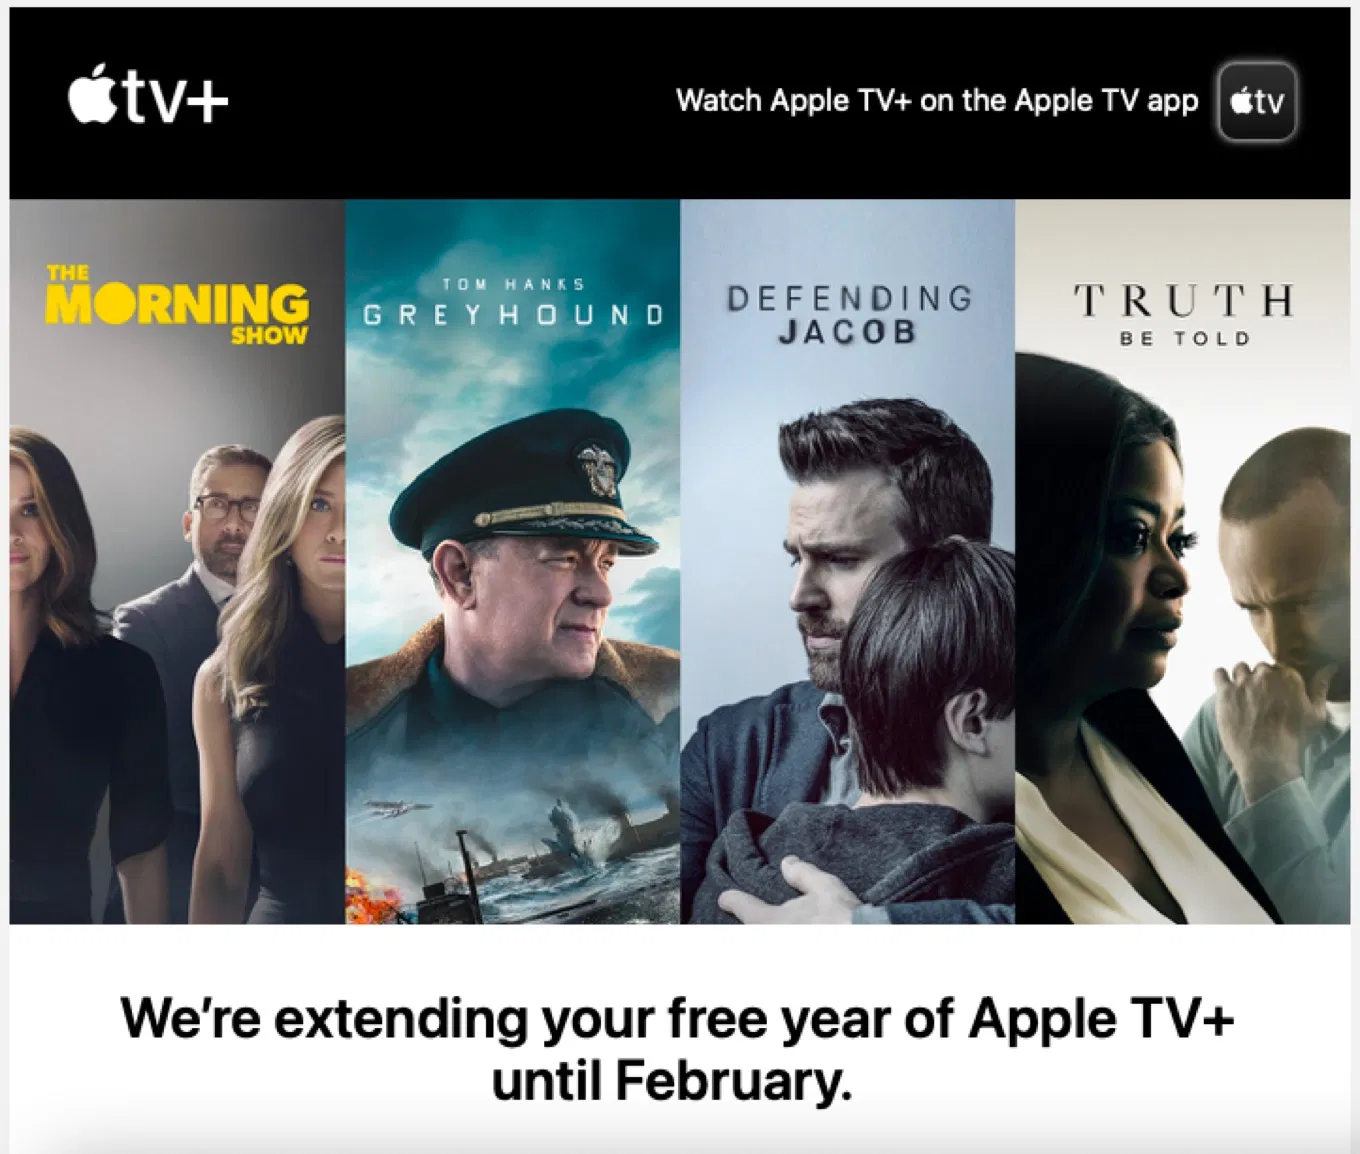 tv+
Watch Apple TV+ on the Apple TV app
tv
THE
MORNING
SHOW
TOM HANKS
GREYHOUND
DEFENDING
JACOB
TRUTH
BE TOLD
We're extending your free year of Apple TV+
until February.